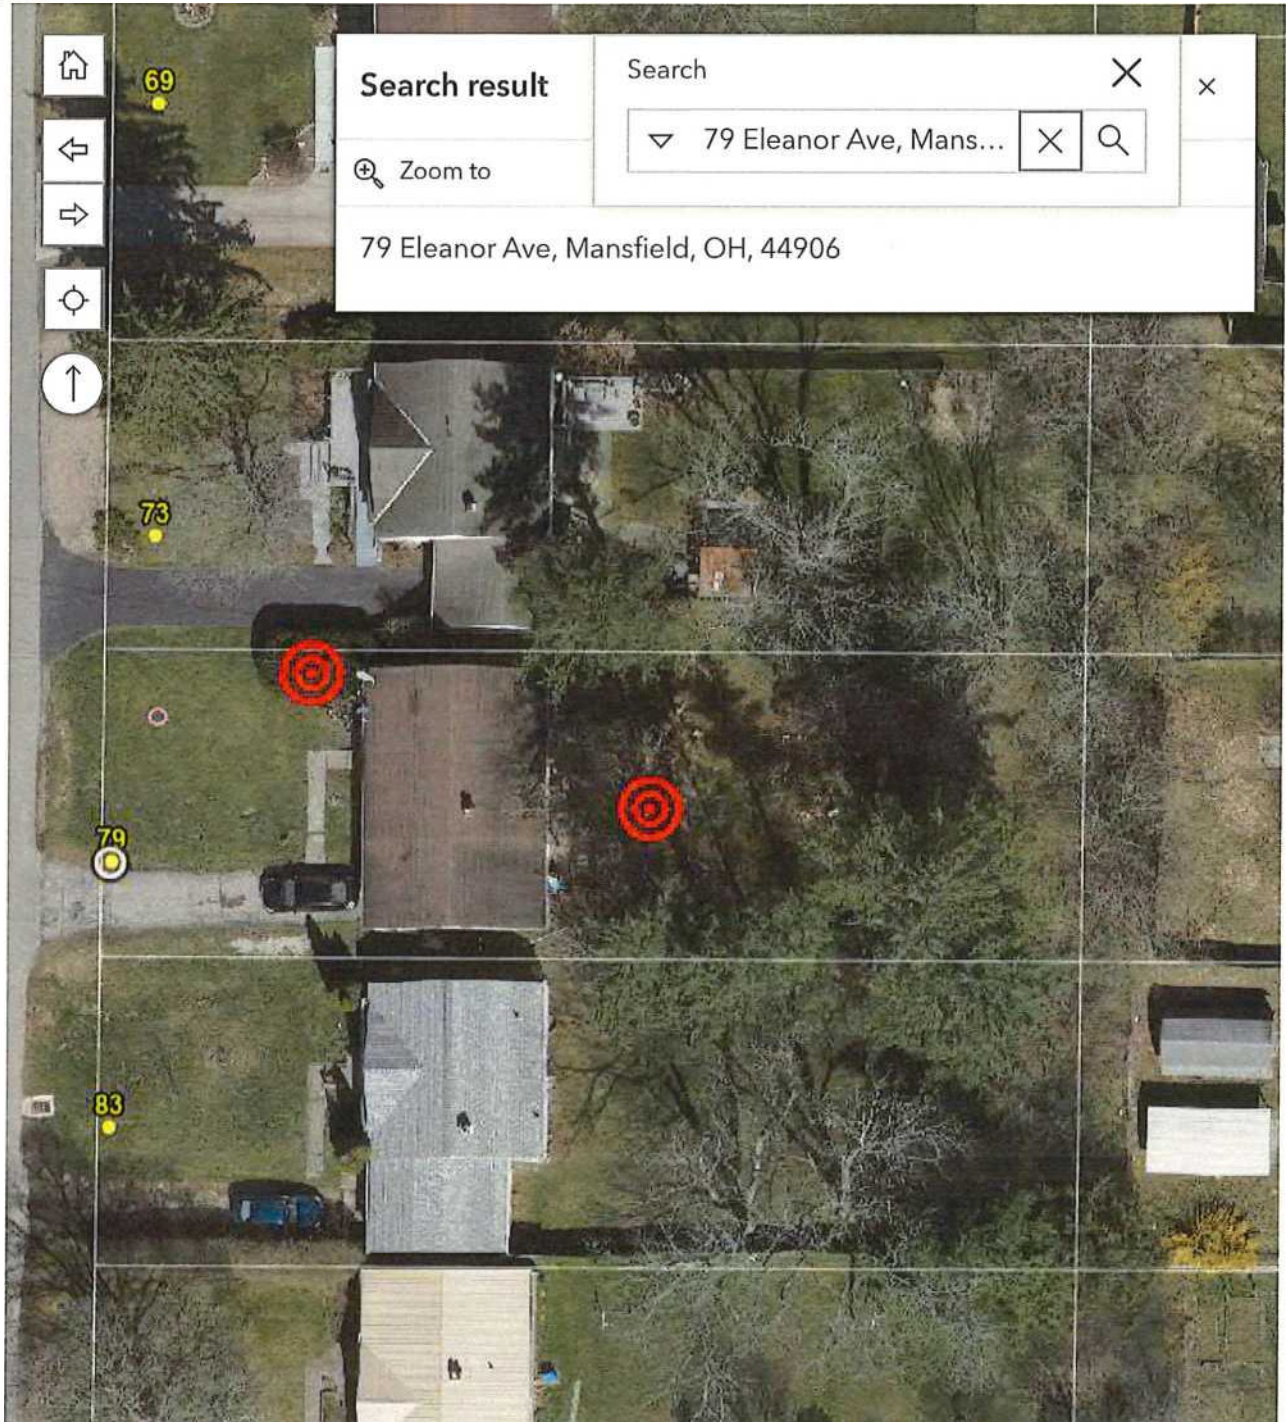 Search result
Search
79 Eleanor Ave, Mans...
Zoom to
79 Eleanor Ave, Mansfield, OH, 44906
69
73
79
83